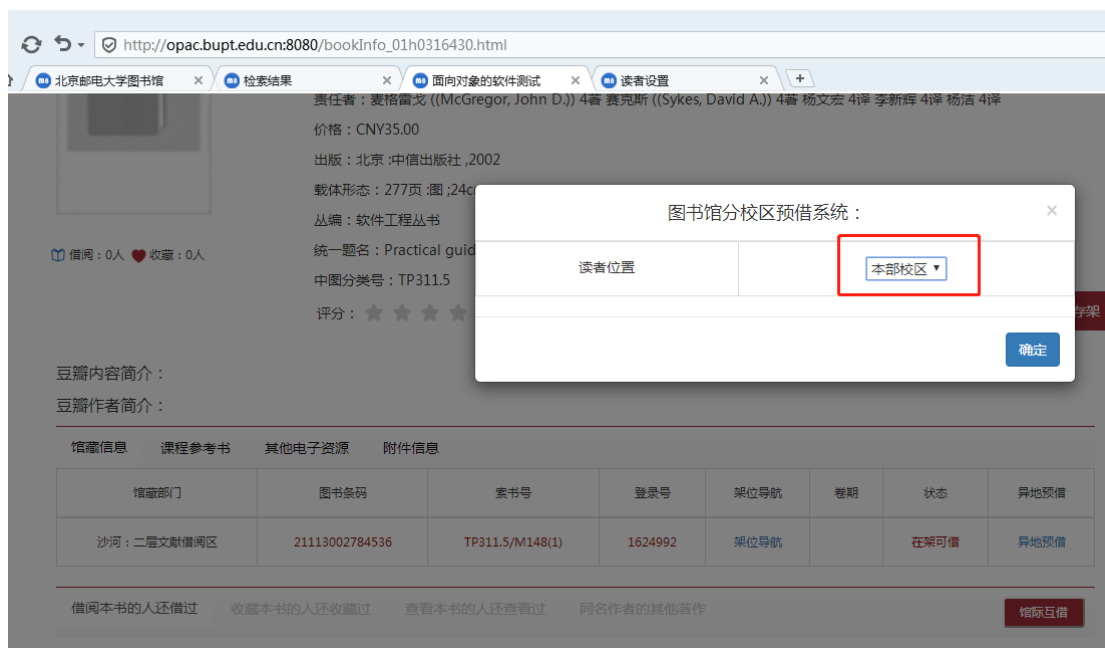 http://opac.bupt.edu.cn:8080/bookInfo_01h0316430.html
北京邮电大学图书馆 × 检索结果 × 面向对象的软件测试 × 读者设置 × +
责任者：麦格雷戈 ((McGregor, John D.)) 4著 赛克斯 ((Sykes, David A.)) 4著 杨文宏 4译 李新辉 4译 杨洁 4译
价格：CNY35.00
出版：北京 :中信出版社 ,2002
载体形态：277页 :图 ;24c
丛编：软件工程丛书
统一题名：Practical guid
中图分类号：TP311.5
评分：
借阅：0人 收藏：0人
图书馆分校区预借系统： ×
读者位置 本部校区
确定
存架
豆瓣内容简介：
豆瓣作者简介：
馆藏信息 课程参考书 其他电子资源 附件信息
馆藏部门 图书条码 索书号 登录号 架位导航 卷期 状态 异地预借
沙河：二层文献借阅区 21113002784536 TP311.5/M148(1) 1624992 架位导航 在架可借 异地预借
借阅本书的人还借过 收藏本书的人还收藏过 查看本书的人还查看过 同名作者的其他著作
馆际互借